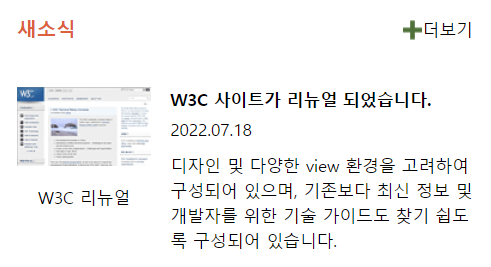 새소식
더보기
W3C
W3C 리뉴얼
W3C 사이트가 리뉴얼 되었습니다.
2022.07.18
디자인 및 다양한 view 환경을 고려하여
구성되어 있으며, 기존보다 최신 정보 및
개발자를 위한 기술 가이드도 찾기 쉽도
록 구성되어 있습니다.